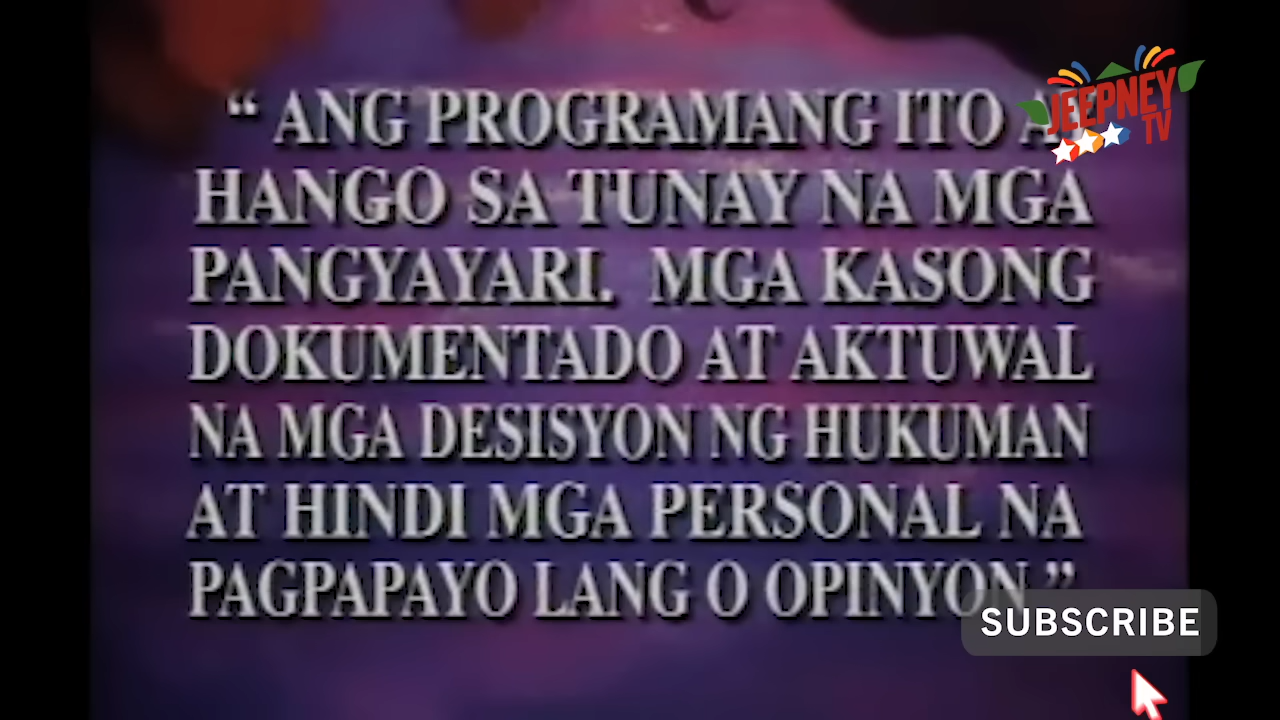 “ ANG PROGRAMANG ITO
HANGO SA TUNAY NA MGA
PANGYAYARI. MGA KASONG
DOKUMENTADO AT AKTUWAL
NA MGA DESISYON NG HUKUMAN
AT HINDI MGA PERSONAL NA
PAGPAPAYO LANG O OPINYON.”
JEEPNEY
TV
SUBSCRIBE